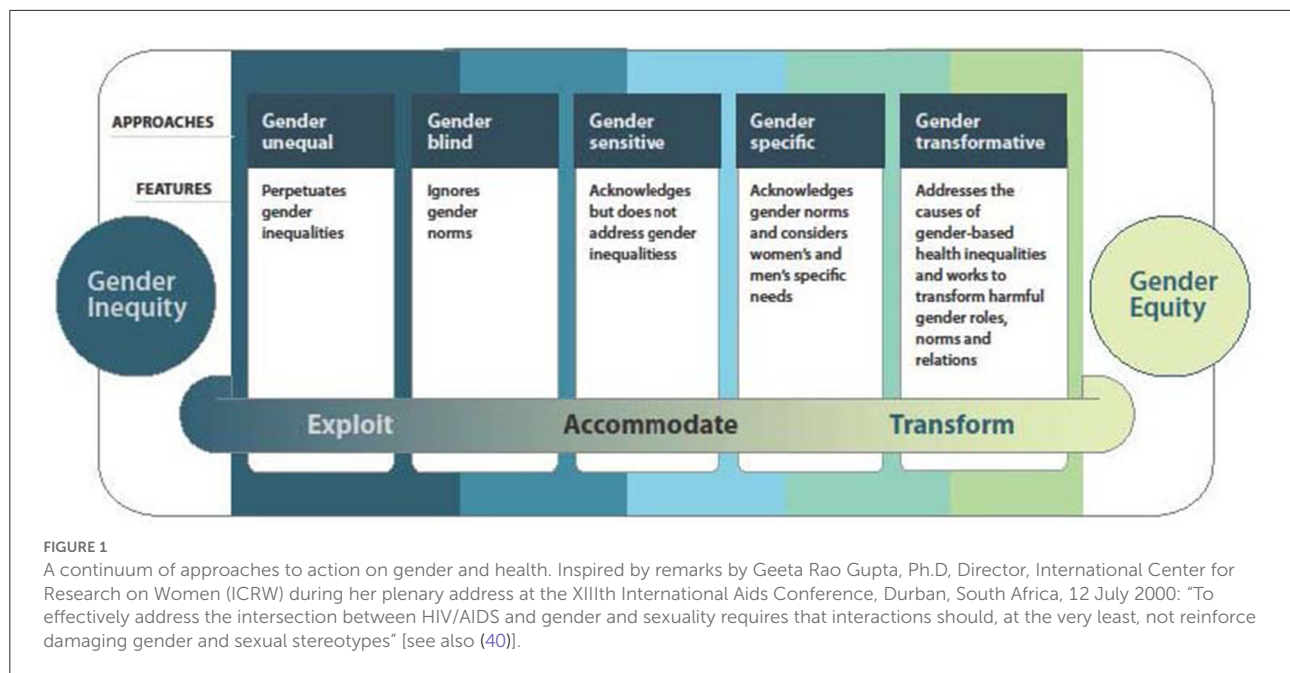 APPROACHES
Gender
unequal
Gender
blind
Gender
sensitive
Gender
specific
Gender
transformative
FEATURES
Perpetuates
gender
inequalities
Ignores
gender
norms
Acknowledges
but does not
address gender
inequalitiess
Acknowledges
gender norms
and considers
women's and
men's specific
needs
Addresses the
causes of
gender-based
health inequalities
and works to
transform harmful
gender roles,
norms and
relations
Gender
Inequity
Gender
Equity
Exploit
Accommodate
Transform
FIGURE 1
A continuum of approaches to action on gender and health. Inspired by remarks by Geeta Rao Gupta, Ph.D, Director, International Center for
Research on Women (ICRW) during her plenary address at the XIIIth International Aids Conference, Durban, South Africa, 12 July 2000: “To
effectively address the intersection between HIV/AIDS and gender and sexuality requires that interactions should, at the very least, not reinforce
damaging gender and sexual stereotypes” [see also (40)].